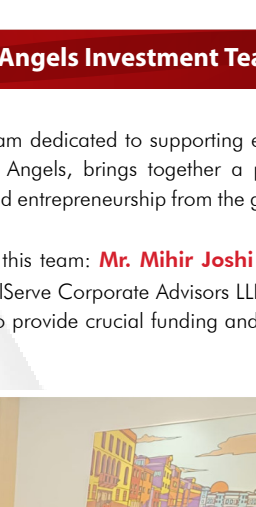 Angels Investment Tea
am dedicated to supporting e
Angels, brings together a p
d entrepreneurship from the g
this team: Mr. Mihir Joshi
lServe Corporate Advisors LL
o provide crucial funding and